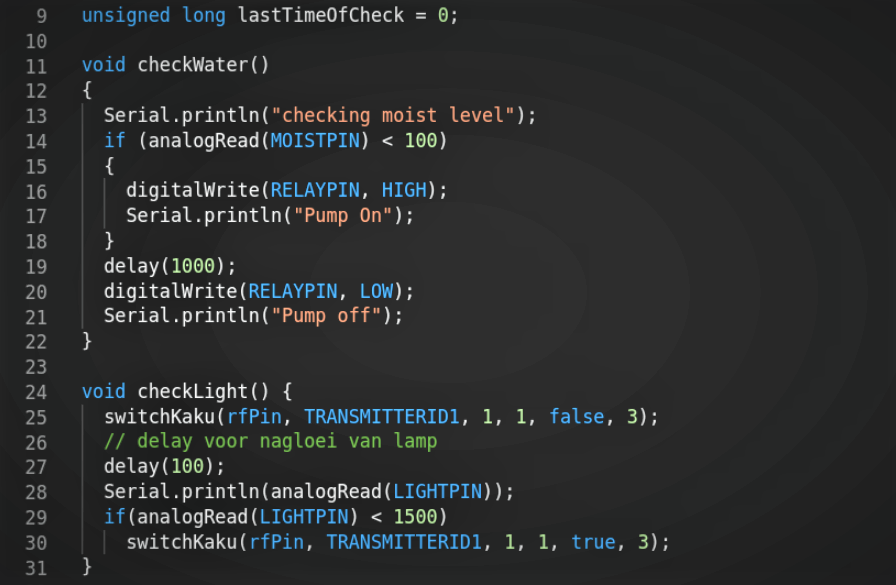 9 unsigned long lastTimeOfCheck = 0;
10
11 void checkWater()
12 {
13 Serial.println("checking moist level");
14 if (analogRead(MOISTPIN) < 100)
15 {
16 digitalWrite(RELAYPIN, HIGH);
17 Serial.println("Pump On");
18 }
19 delay(1000);
20 digitalWrite(RELAYPIN, LOW);
21 Serial.println("Pump off");
22 }
23
24 void checkLight() {
25 switchKaku(rfPin, TRANSMITTERID1, 1, 1, false, 3);
26 // delay voor nagloei van lamp
27 delay(100);
28 Serial.println(analogRead(LIGHTPIN));
29 if(analogRead(LIGHTPIN) < 1500)
30 switchKaku(rfPin, TRANSMITTERID1, 1, 1, true, 3);
31 }